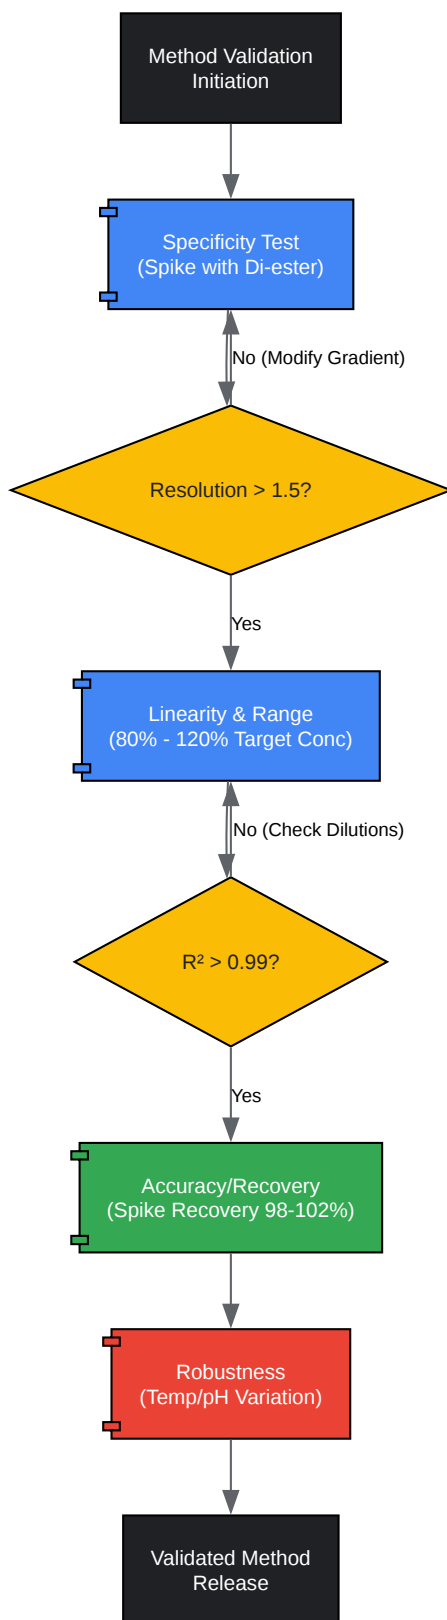 Method Validation
Initiation
Specificity Test
(Spike with Di-ester)
No (Modify Gradient)
Resolution > 1.5?
Yes
Linearity & Range
(80% - 120% Target Conc)
No (Check Dilutions)
R² > 0.99?
Yes
Accuracy/Recovery
(Spike Recovery 98-102%)
Robustness
(Temp/pH Variation)
Validated Method
Release